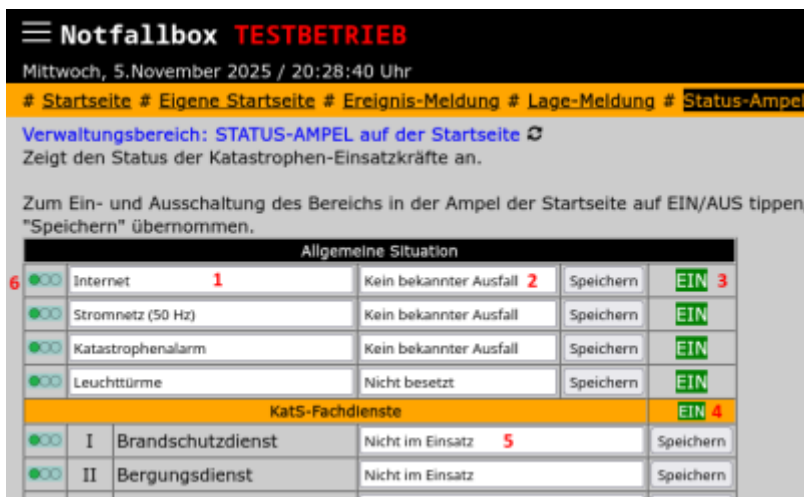 Notfallbox TESTBETRIEB
Mittwoch, 5.November 2025 / 20:28:40 Uhr
# Startseite # Eigene Startseite # Ereignis-Meldung # Lage-Meldung # Status-Ampel
Verwaltungsbereich: STATUS-AMPEL auf der Startseite
Zeigt den Status der Katastrophen-Einsatzkräfte an.
Zum Ein- und Ausschaltung des Bereichs in der Ampel der Startseite auf EIN/AUS tippen,
"Speichern" übernommen.
Allgemeine Situation
6 Internet 1 Kein bekannter Ausfall 2 Speichern EIN 3
Stromnetz (50 Hz) Kein bekannter Ausfall Speichern EIN
Katastrophenalarm Kein bekannter Ausfall Speichern EIN
Leuchttürme Nicht besetzt Speichern EIN
KatS-Fachdienste EIN 4
I Brandschutzdienst Nicht im Einsatz 5 Speichern
II Bergungsdienst Nicht im Einsatz Speichern